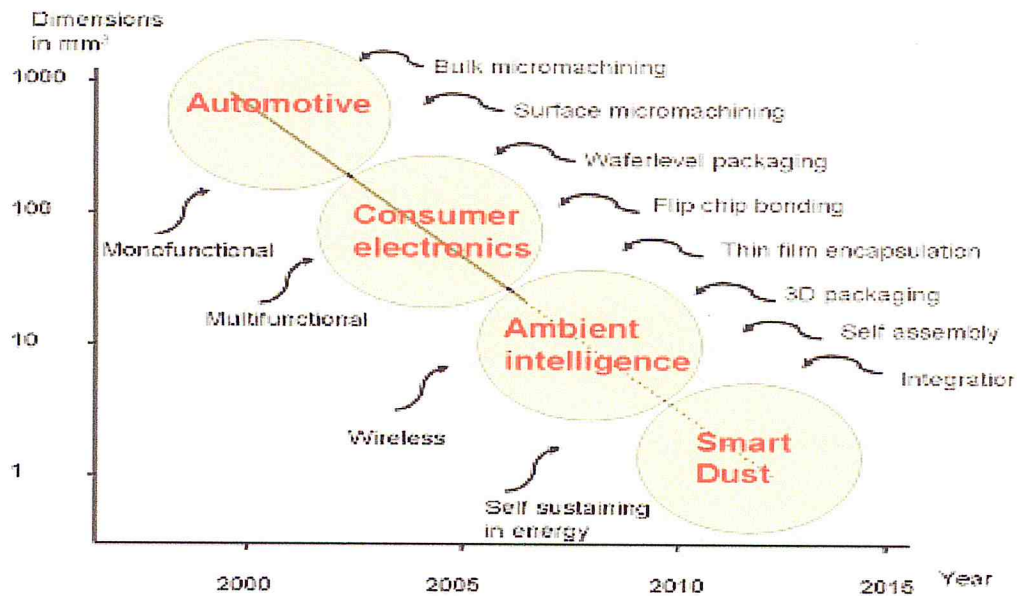 Dimensions
in mm³
1000
Bulk micromachining
Automotive
Surface micromachining
Waferlevel packaging
100
Consumer
electronics
Flip chip bonding
Monofunctional
Thin film encapsulation
Multifunctional
3D packaging
10
Ambient
intelligence
Self assembly
Integration
Wireless
Smart
Dust
1
Self sustaining
in energy
2000
2005
2010
2015
Year